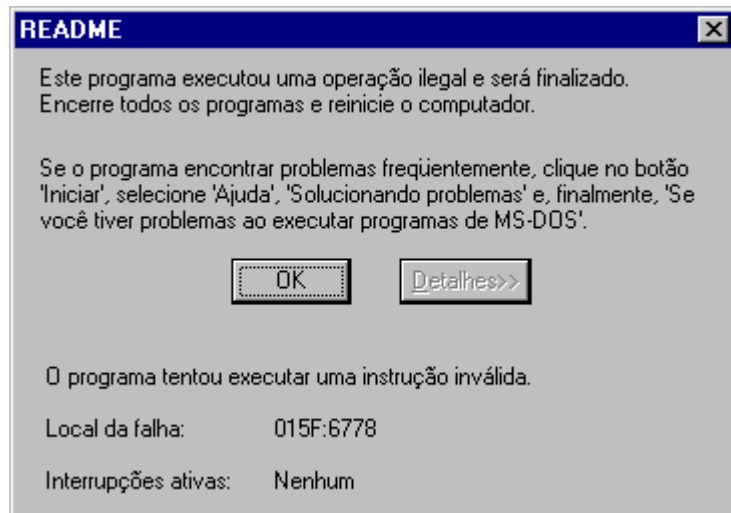 README
Este programa executou uma operação ilegal e será finalizado.
Encerre todos os programas e reinicie o computador.
Se o programa encontrar problemas freqüentemente, clique no botão
'Iniciar', selecione 'Ajuda', 'Solucionando problemas' e, finalmente, 'Se
você tiver problemas ao executar programas de MS-DOS'.
OK
Detalhes>>
O programa tentou executar uma instrução inválida.
Local da falha: 015F:6778
Interrupções ativas: Nenhum